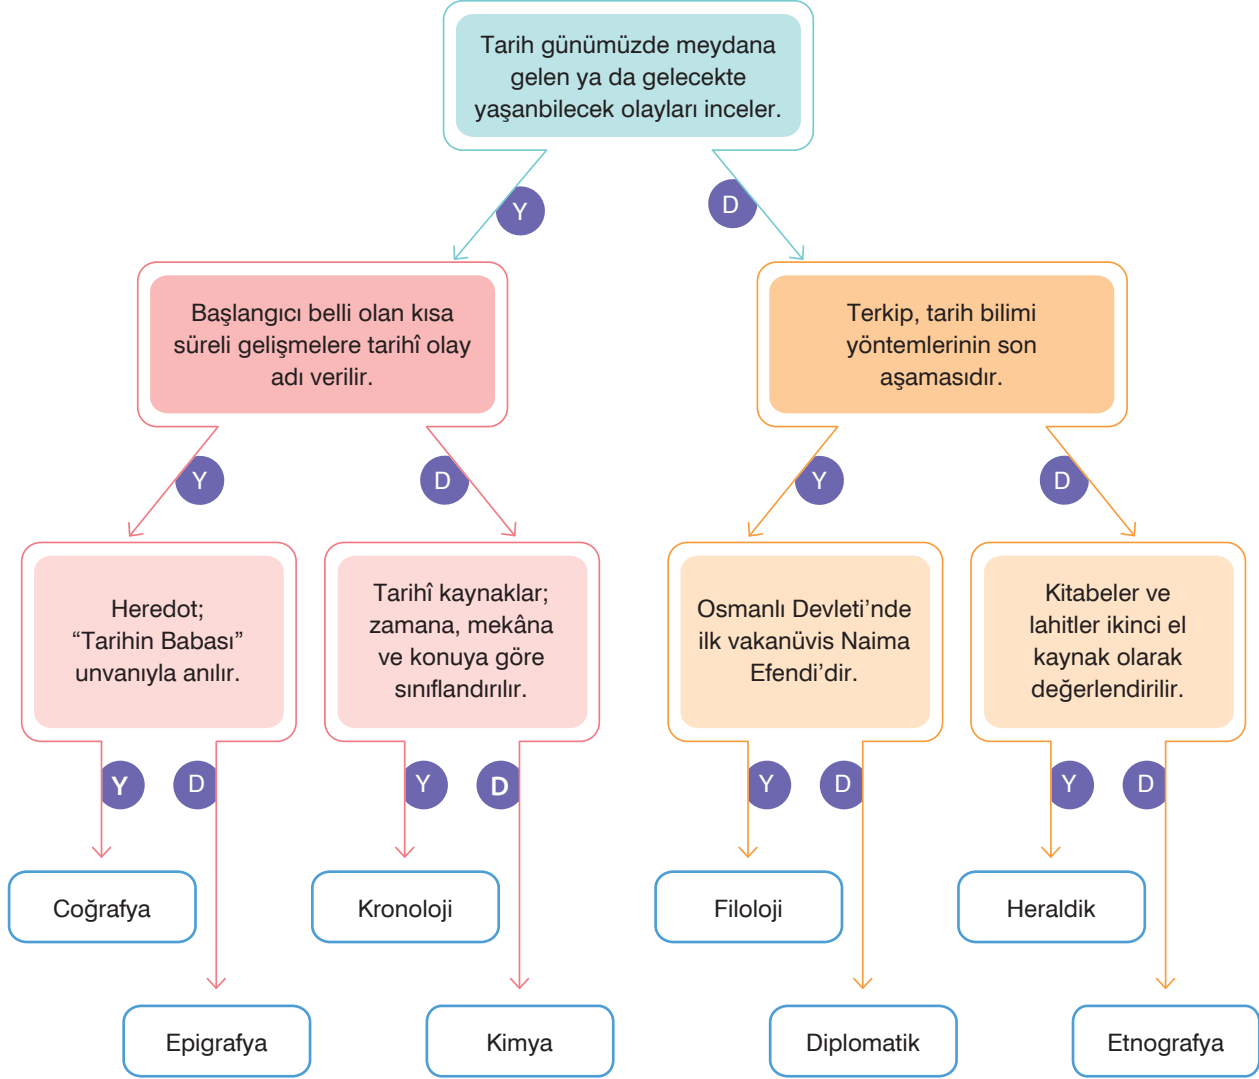 Tarih günümüzde meydana
gelen ya da gelecekte
yaşanbilecek olayları inceler.
Y
D
Başlangıcı belli olan kısa
süreli gelişmelere tarihî olay
adı verilir.
Terkip, tarih bilimi
yöntemlerinin son
aşamasıdır.
Y
D
Y
D
Heredot;
“Tarihin Babası”
unvanıyla anılır.
Tarihî kaynaklar;
zamana, mekâna
ve konuya göre
sınıflandırılır.
Osmanlı Devleti’nde
ilk vakanüvis Naima
Efendi’dir.
Kitabeler ve
lahitler ikinci el
kaynak olarak
değerlendirilir.
Y
D
Y
D
Y
D
Y
D
Coğrafya
Kronoloji
Filoloji
Heraldik
Epigrafya
Kimya
Diplomatik
Etnografya